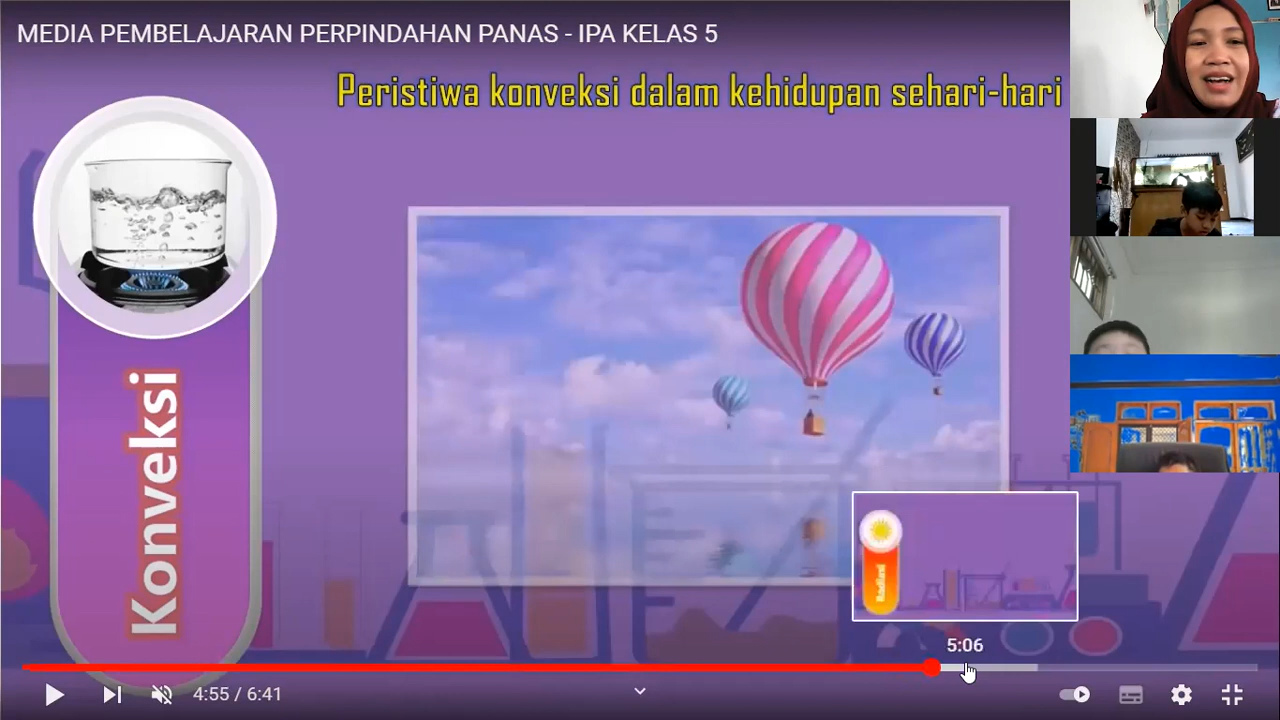 MEDIA PEMBELAJARAN PERPINDAHAN PANAS - IPA KELAS 5
Peristiwa konveksi dalam kehidupan sehari-hari
Konveksi
Radiasi
5:06
4:55 / 6:41